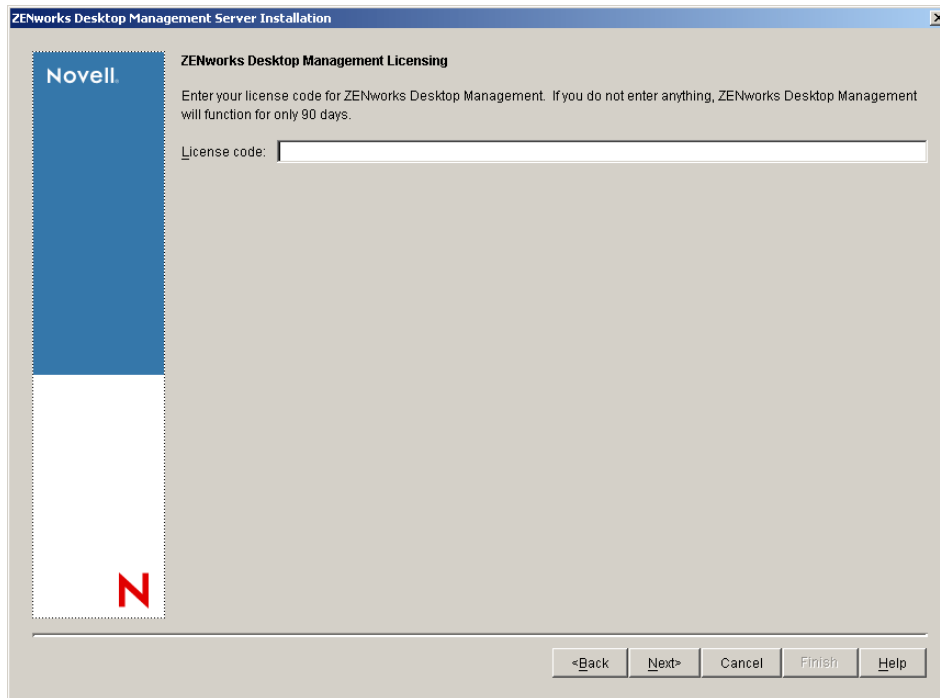 ZENworks Desktop Management Server Installation
Novell.
ZENworks Desktop Management Licensing
Enter your license code for ZENworks Desktop Management. If you do not enter anything, ZENworks Desktop Management
will function for only 90 days.
License code:
N
<Back Next> Cancel Finish Help